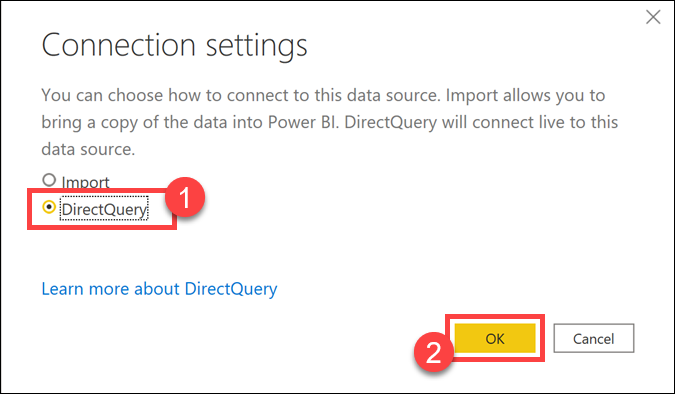 Connection settings
You can choose how to connect to this data source. Import allows you to
bring a copy of the data into Power BI. DirectQuery will connect live to this
data source.
Import
DirectQuery
1
Learn more about DirectQuery
2
OK
Cancel